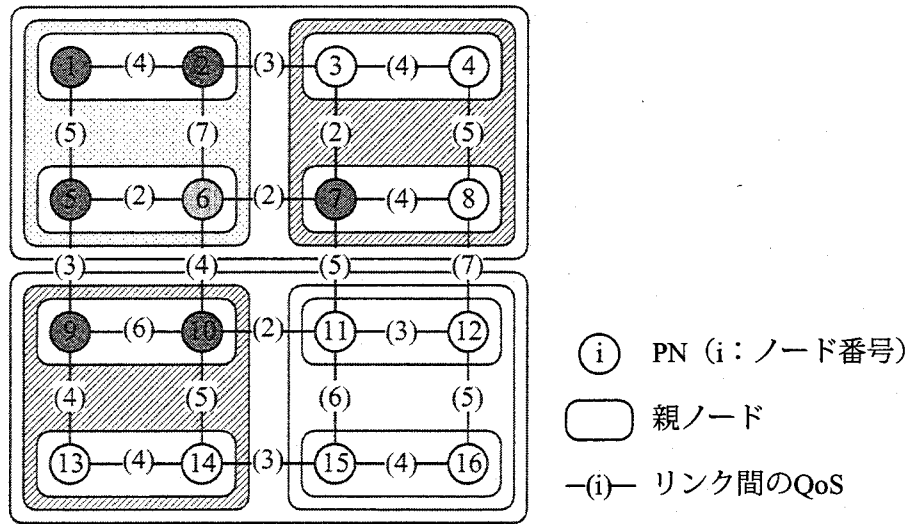 1 (4) 2 (3) 3 (4) 4
(5) (7) (2) (5)
5 (2) 6 (2) 7 (4) 8
(3) (4) (5) (7)
9 (6) 10 (2) 11 (3) 12
(4) (5) (6) (5)
13 (4) 14 (3) 15 (4) 16
i PN（i：ノード番号）
親ノード
(i) リンク間のQoS